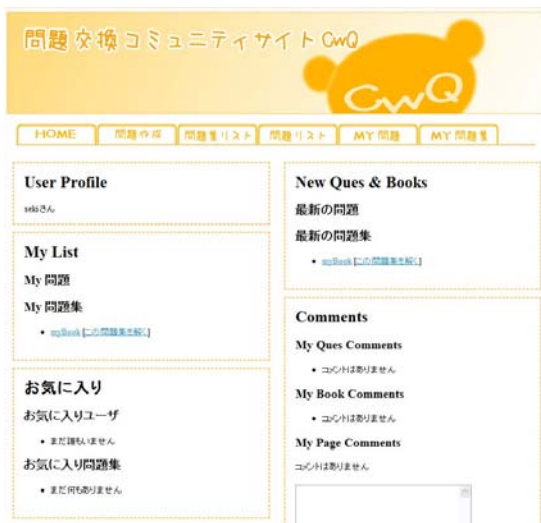 問題交換コミュニティサイト CwQ
CwQ
HOME
問題作成
問題集リスト
問題リスト
MY 問題
MY 問題集
User Profile
sekiさん
My List
My 問題
My 問題集
myBook [この問題集を解く]
お気に入り
お気に入りユーザ
まだ誰もいません
お気に入り問題集
まだ何もありません
New Ques & Books
最新の問題
最新の問題集
myBook [この問題集を解く]
Comments
My Ques Comments
コメントはありません
My Book Comments
コメントはありません
My Page Comments
コメントはありません